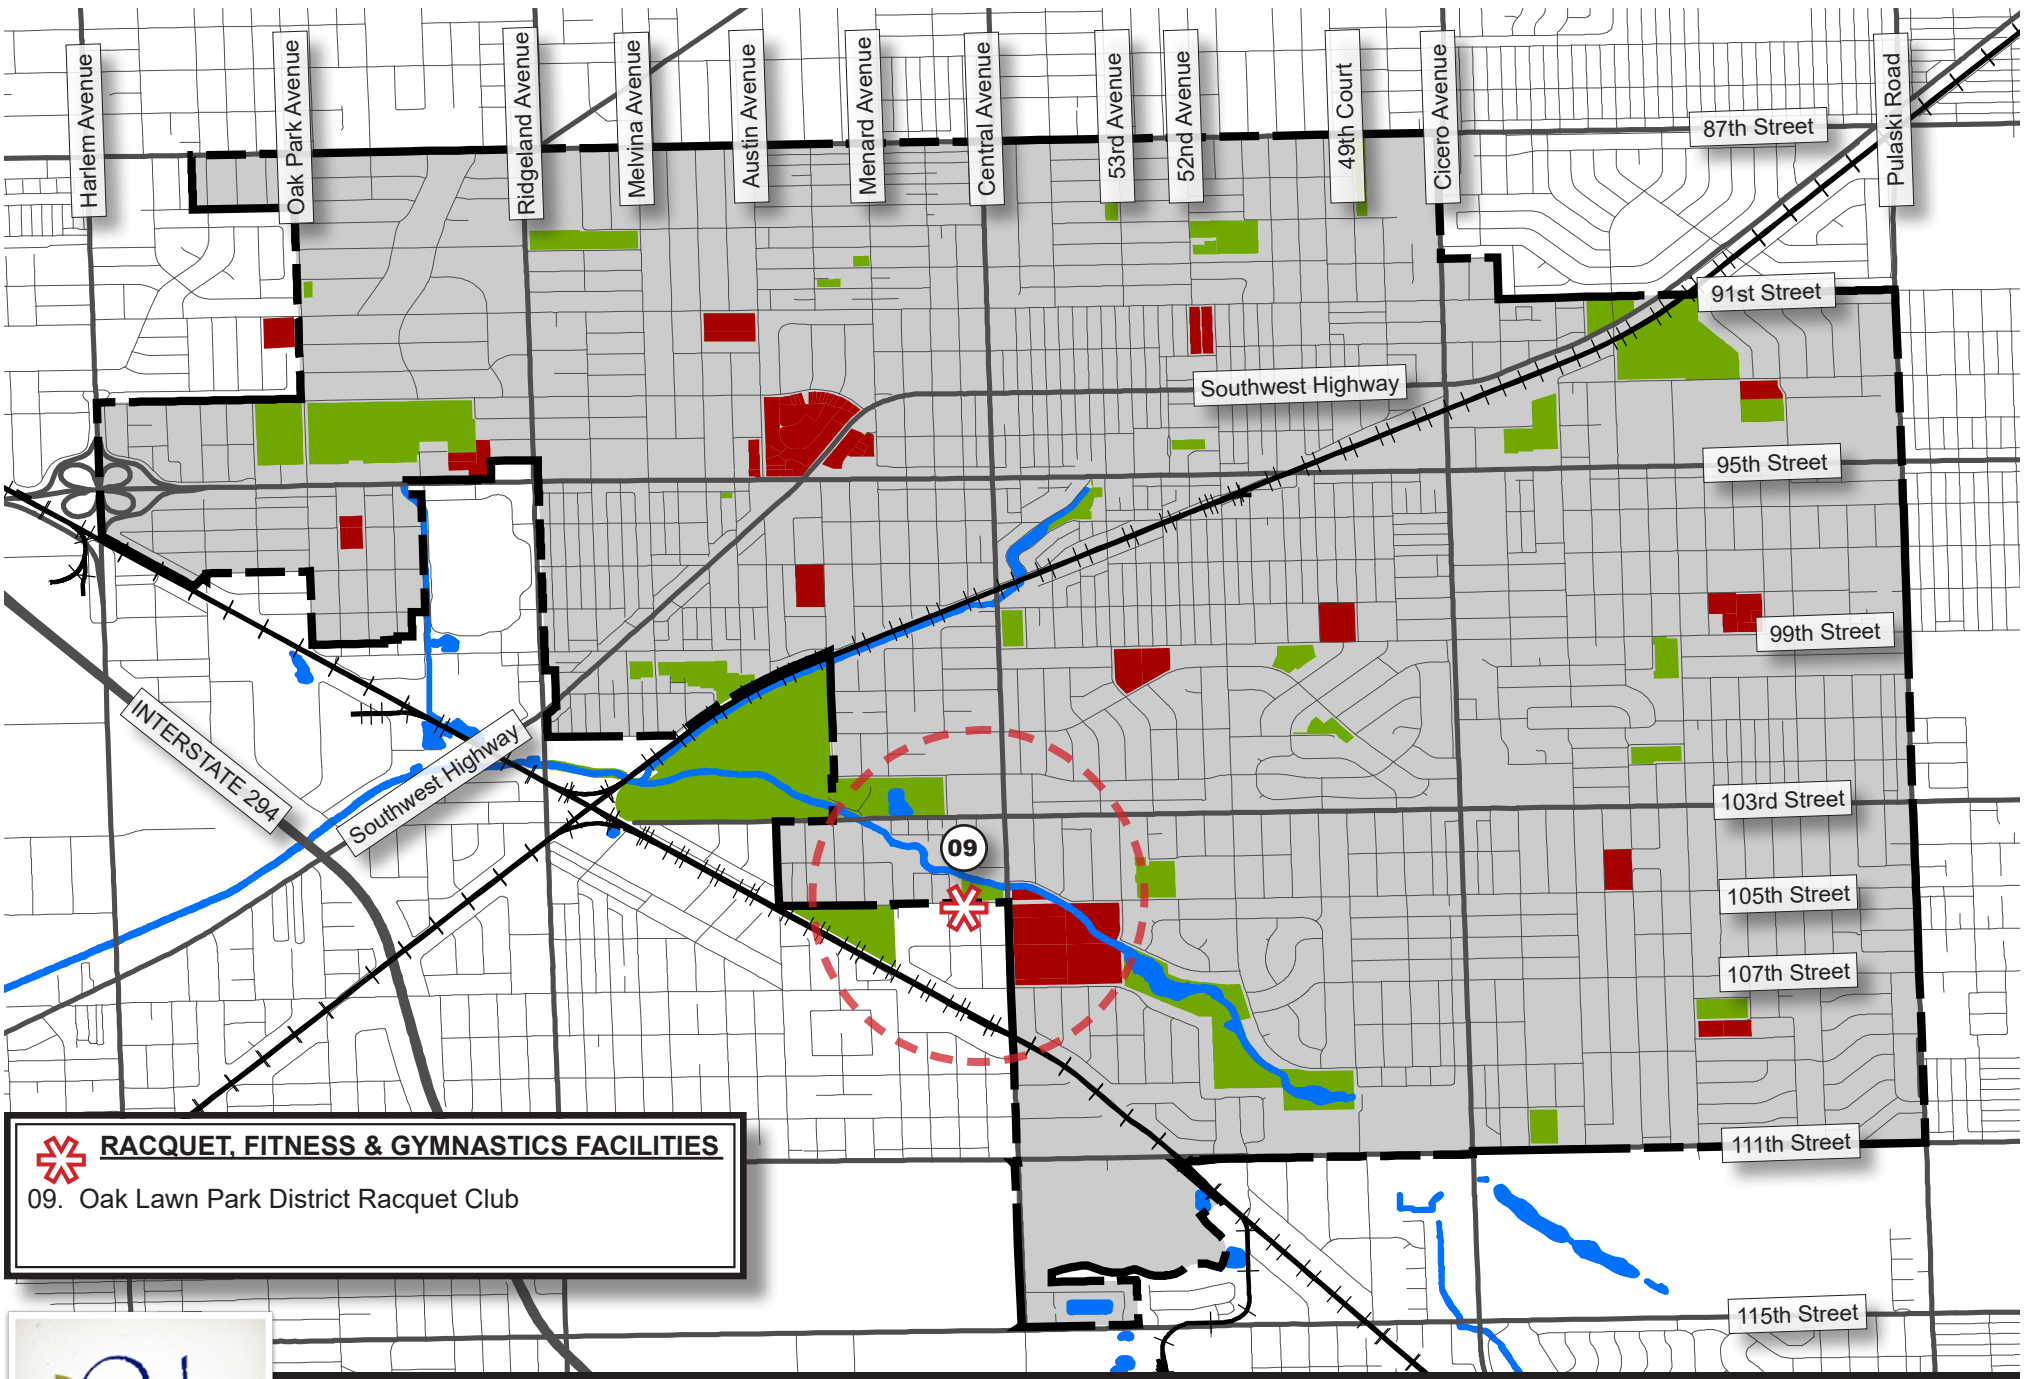 Harlem Avenue
Oak Park Avenue
Ridgeland Avenue
Melvina Avenue
Austin Avenue
Menard Avenue
Central Avenue
53rd Avenue
52nd Avenue
49th Court
Cicero Avenue
Pulaski Road
87th Street
91st Street
Southwest Highway
95th Street
99th Street
INTERSTATE 294
Southwest Highway
103rd Street
09
105th Street
107th Street
111th Street
RACQUET, FITNESS & GYMNASTICS FACILITIES
09. Oak Lawn Park District Racquet Club
115th Street